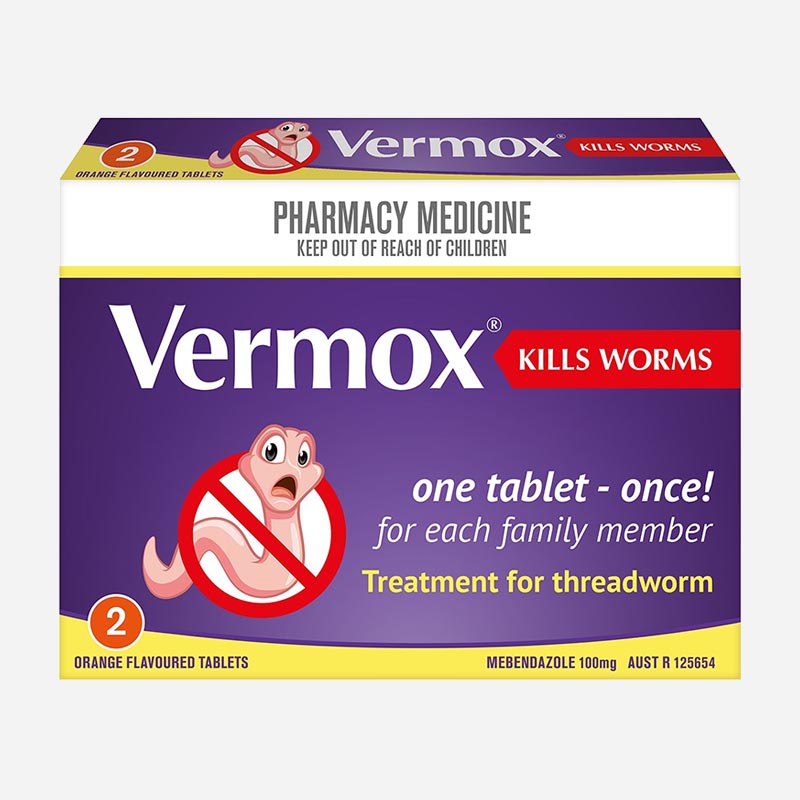 2
ORANGE FLAVOURED TABLETS
Vermox®
KILLS WORMS
PHARMACY MEDICINE
KEEP OUT OF REACH OF CHILDREN
Vermox®
KILLS WORMS
one tablet - once!
for each family member
Treatment for threadworm
2
ORANGE FLAVOURED TABLETS
MEBENDAZOLE 100mg AUST R 125654